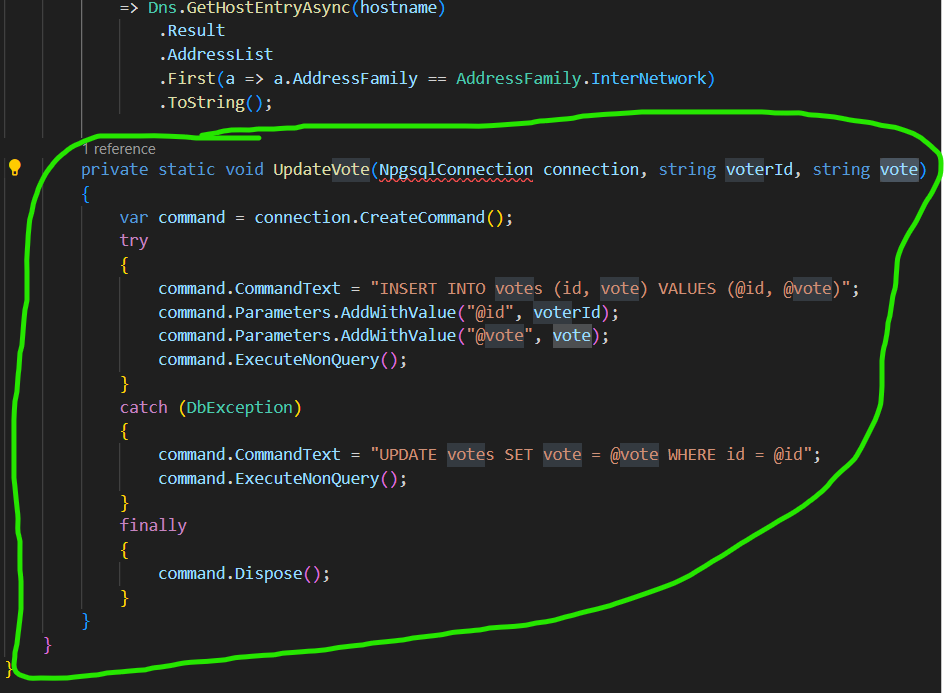 => Dns.GetHostEntryAsync(hostname)
.Result
.AddressList
.First(a => a.AddressFamily == AddressFamily.InterNetwork)
.ToString();
1 reference
private static void UpdateVote(NpgsqlConnection connection, string voterId, string vote)
{
var command = connection.CreateCommand();
try
{
command.CommandText = "INSERT INTO votes (id, vote) VALUES (@id, @vote)";
command.Parameters.AddWithValue("@id", voterId);
command.Parameters.AddWithValue("@vote", vote);
command.ExecuteNonQuery();
}
catch (DbException)
{
command.CommandText = "UPDATE votes SET vote = @vote WHERE id = @id";
command.ExecuteNonQuery();
}
finally
{
command.Dispose();
}
}
}
}